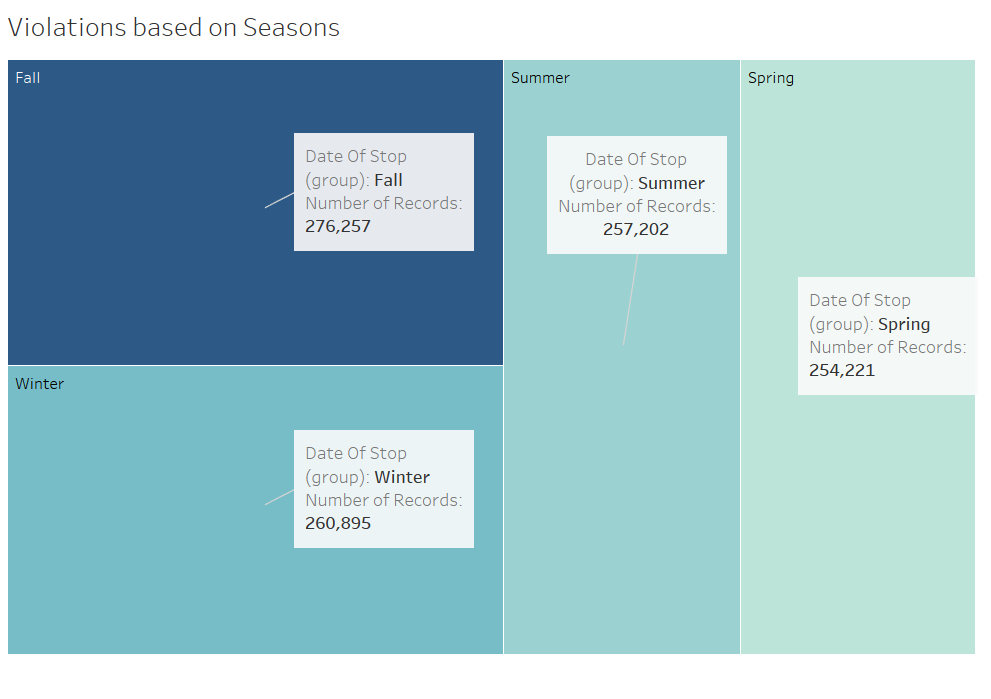 Violations based on Seasons
Fall
Date Of Stop
(group): Fall
Number of Records:
276,257
Winter
Date Of Stop
(group): Winter
Number of Records:
260,895
Summer
Date Of Stop
(group): Summer
Number of Records:
257,202
Spring
Date Of Stop
(group): Spring
Number of Records:
254,221